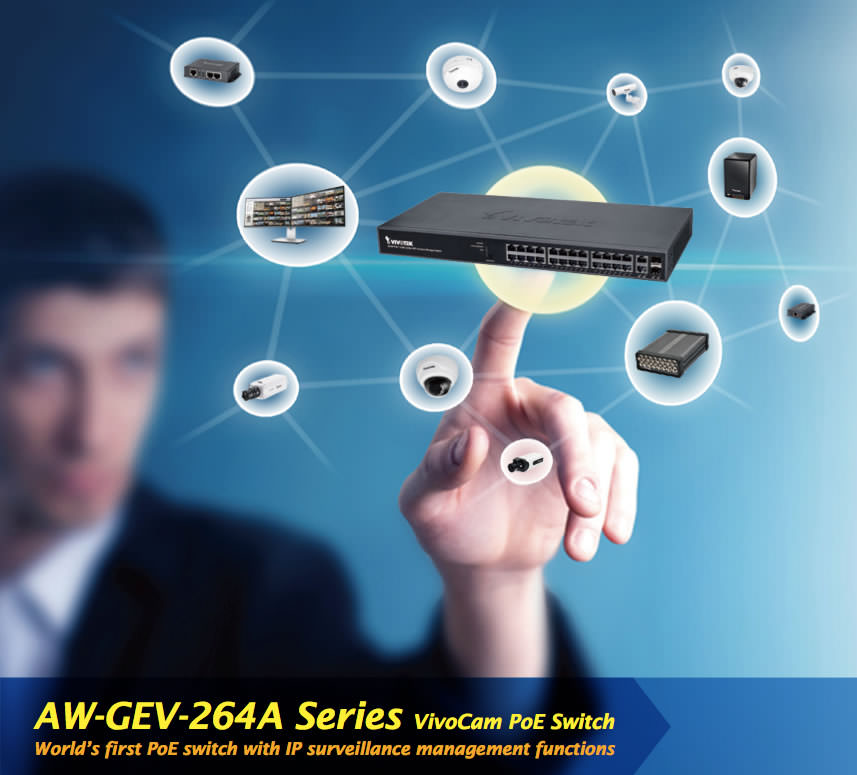 VIVOTEK
AW-GEV-264A Series VivoCam PoE Switch
World's first PoE switch with IP surveillance management functions